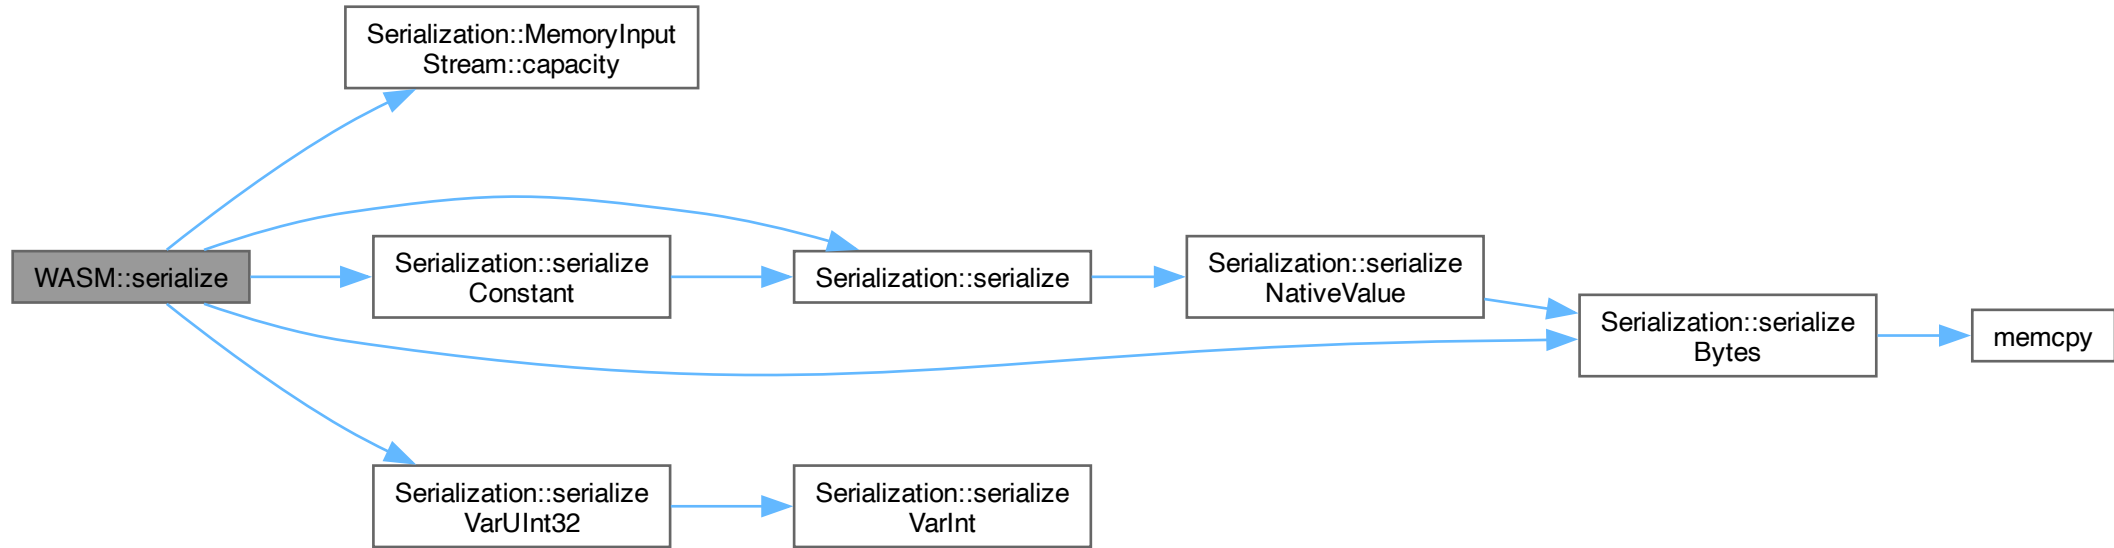 Serialization::MemoryInput
Stream::capacity
WASM::serialize
Serialization::serialize
Constant
Serialization::serialize
Serialization::serialize
NativeValue
Serialization::serialize
Bytes
memcpy
Serialization::serialize
VarUInt32
Serialization::serialize
VarInt